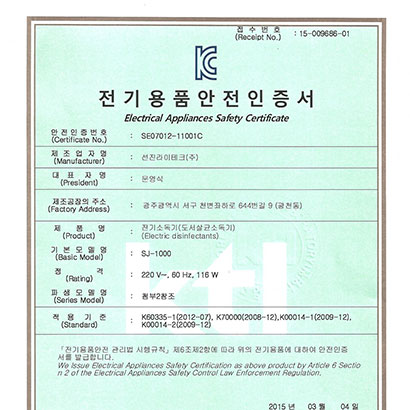 접 수 번 호 : 15-009686-01
(Receipt No.)
KC
전기용품안전인증서
Electrical Appliances Safety Certificate
안전인증번호 : SE07012-11001C
(Certificate No.)
제 조 업 자 명 : 선진라이테크(주)
(Manufacturer)
대 표 자 명 : 문영식
(President)
제조공장의 주소 : 광주광역시 서구 천변좌하로 644번길 9 (광천동)
(Factory Address)
제 품 명 : 전기소독기(도서살균소독기)
(Product) (Electric disinfectants)
기 본 모 델 명 : SJ-1000
(Basic Model)
정 격 : 220 V~, 60 Hz, 116 W
(Rating)
파 생 모 델 명 : 첨부2참조
(Series Model)
적 용 기 준 : K60335-1(2012-07), K70000(2008-12),K00014-1(2009-12),
(Standard) K00014-2(2009-12)
ktl
「전기용품안전 관리법 시행규칙」제6조제2항에 따라 위의 전기용품에 대하여 안전인증
서를 발급합니다.
We Issue Electrical Appliances Safety Certification as above product by Article 6 Sectio
n 2 of the Electrical Appliances Safety Control Law Enforcement Regulation.
2015 년 03 월 04 일